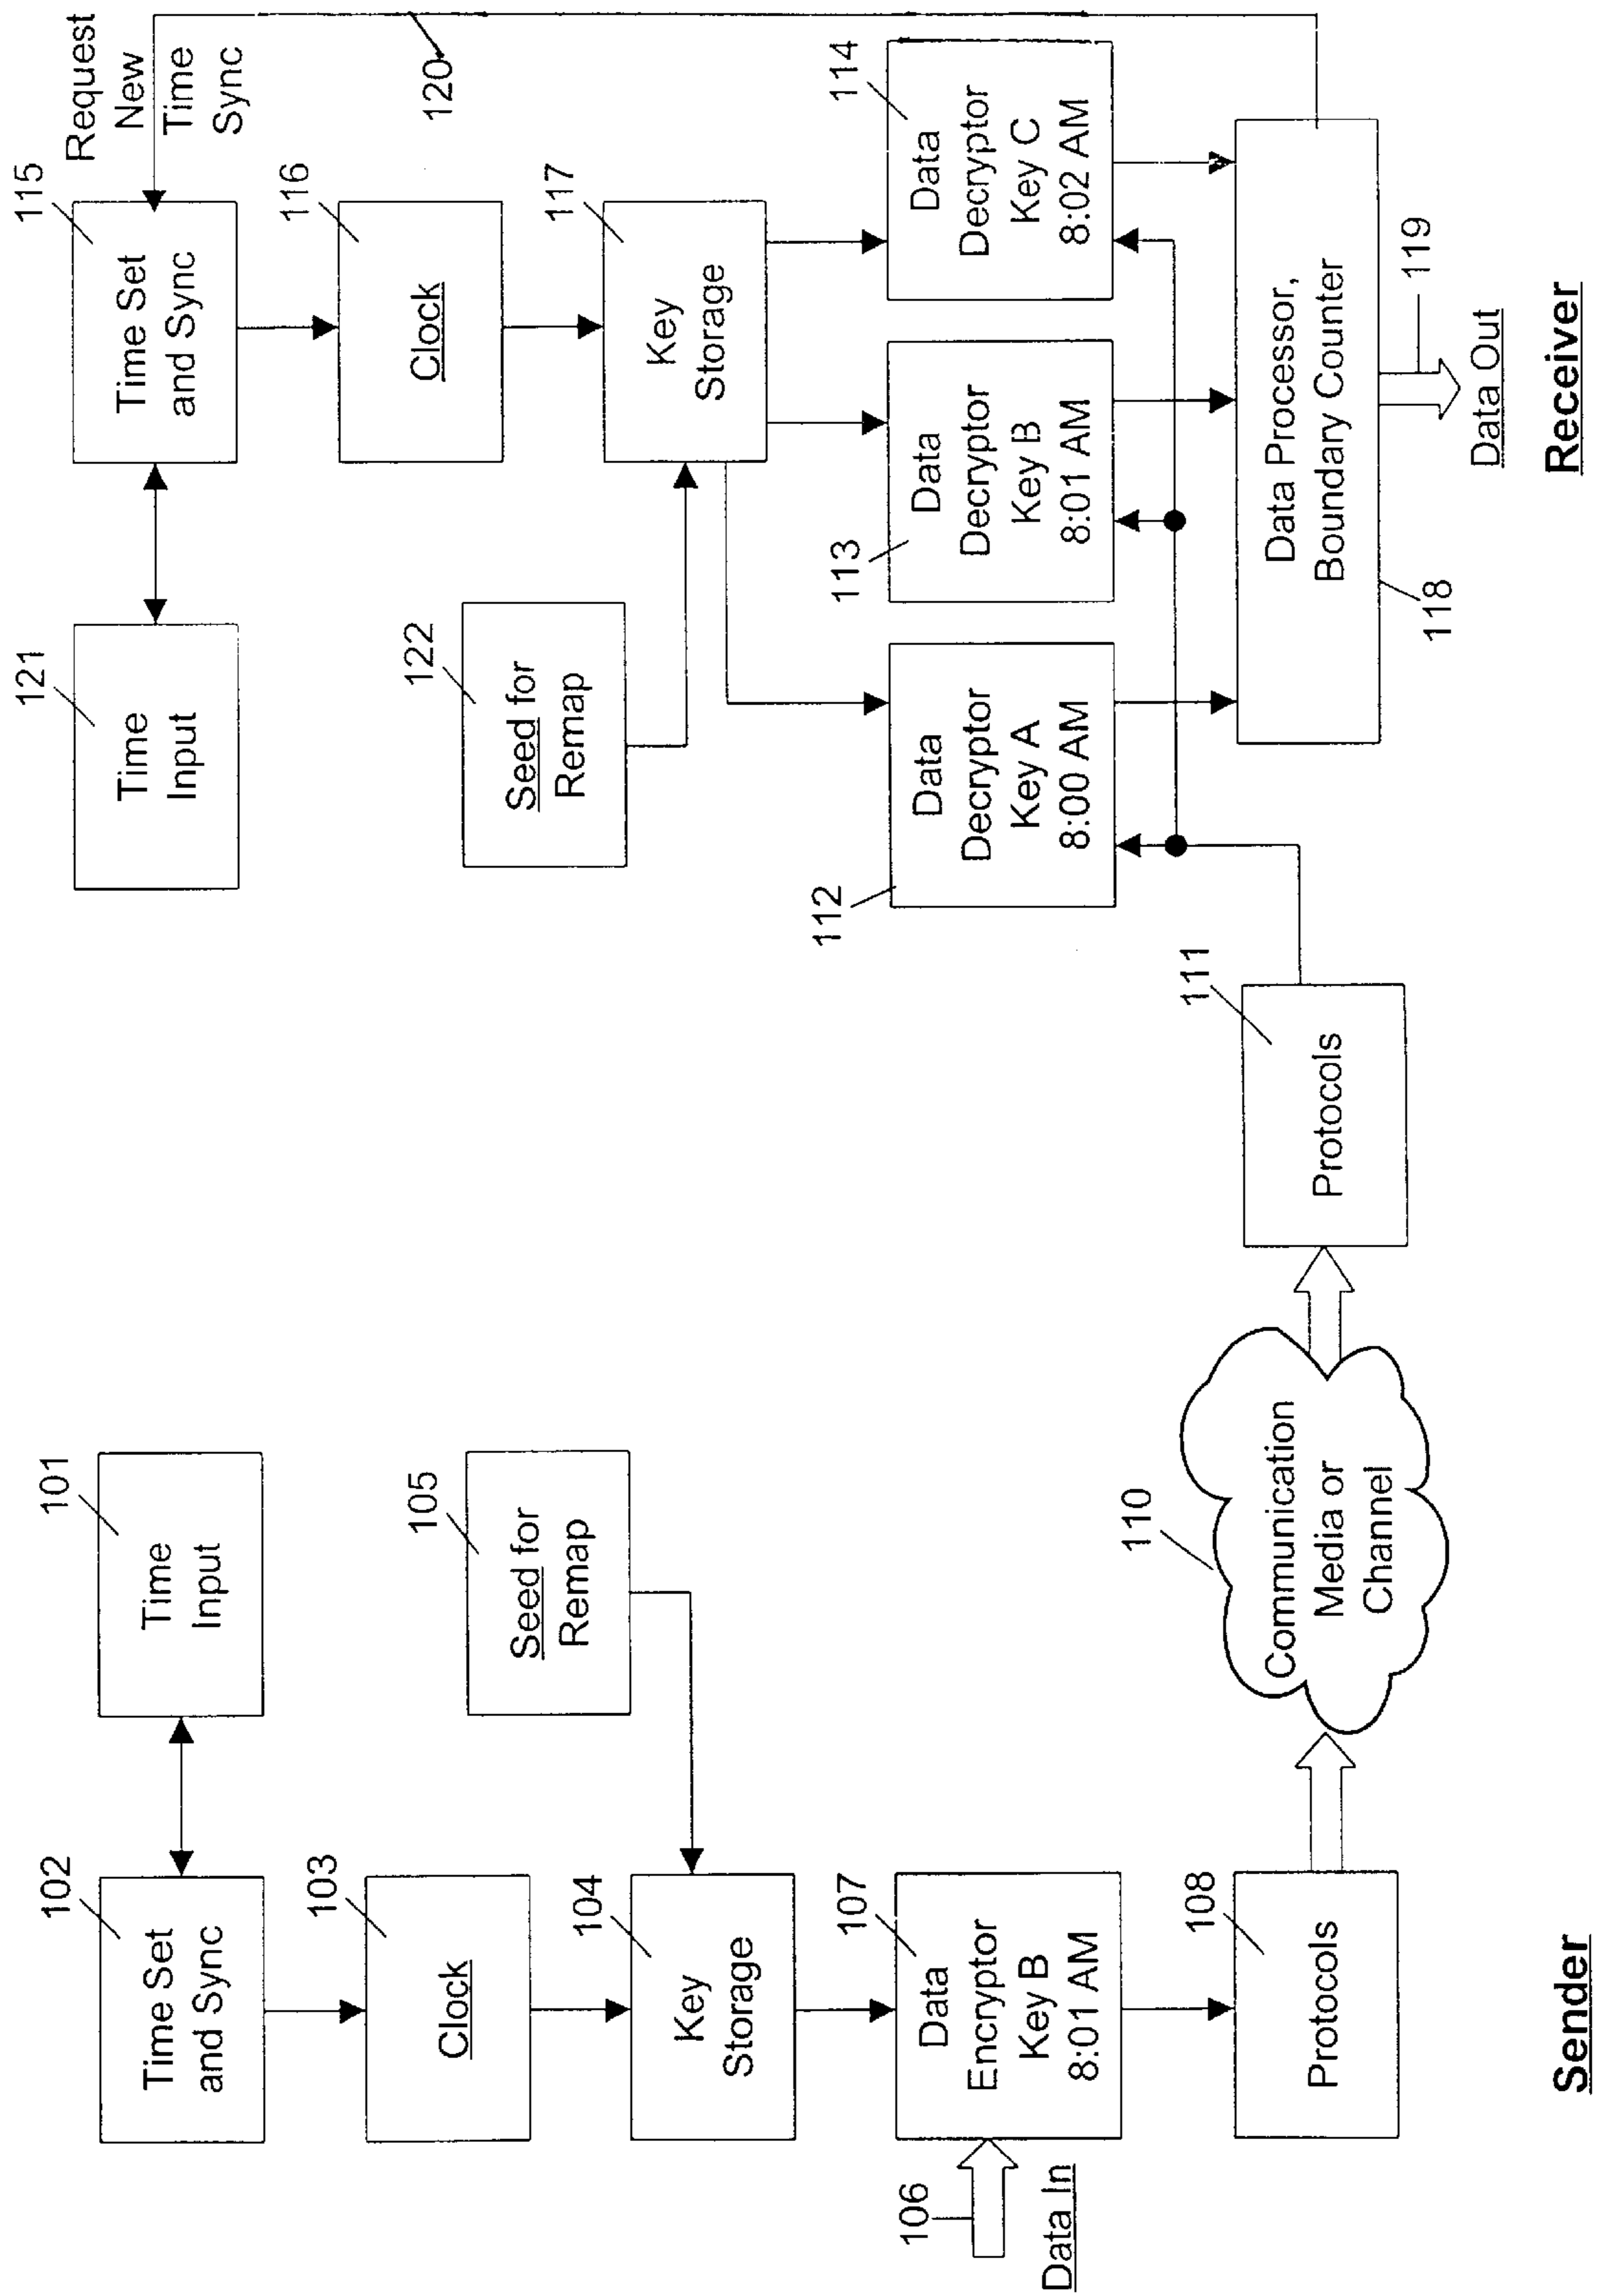 102
Time Set
and Sync
101
Time
Input
103
Clock
105
Seed for
Remap
104
Key
Storage
106
Data In
107
Data
Encryptor
Key B
8:01 AM
108
Protocols
110
Communication
Media or
Channel
Sender
121
Time
Input
115
Time Set
and Sync
Request
New
Time
Sync
116
Clock
120
122
Seed for
Remap
117
Key
Storage
112
Data
Decryptor
Key A
8:00 AM
113
Data
Decryptor
Key B
8:01 AM
114
Data
Decryptor
Key C
8:02 AM
111
Protocols
118
Data Processor,
Boundary Counter
119
Data Out
Receiver